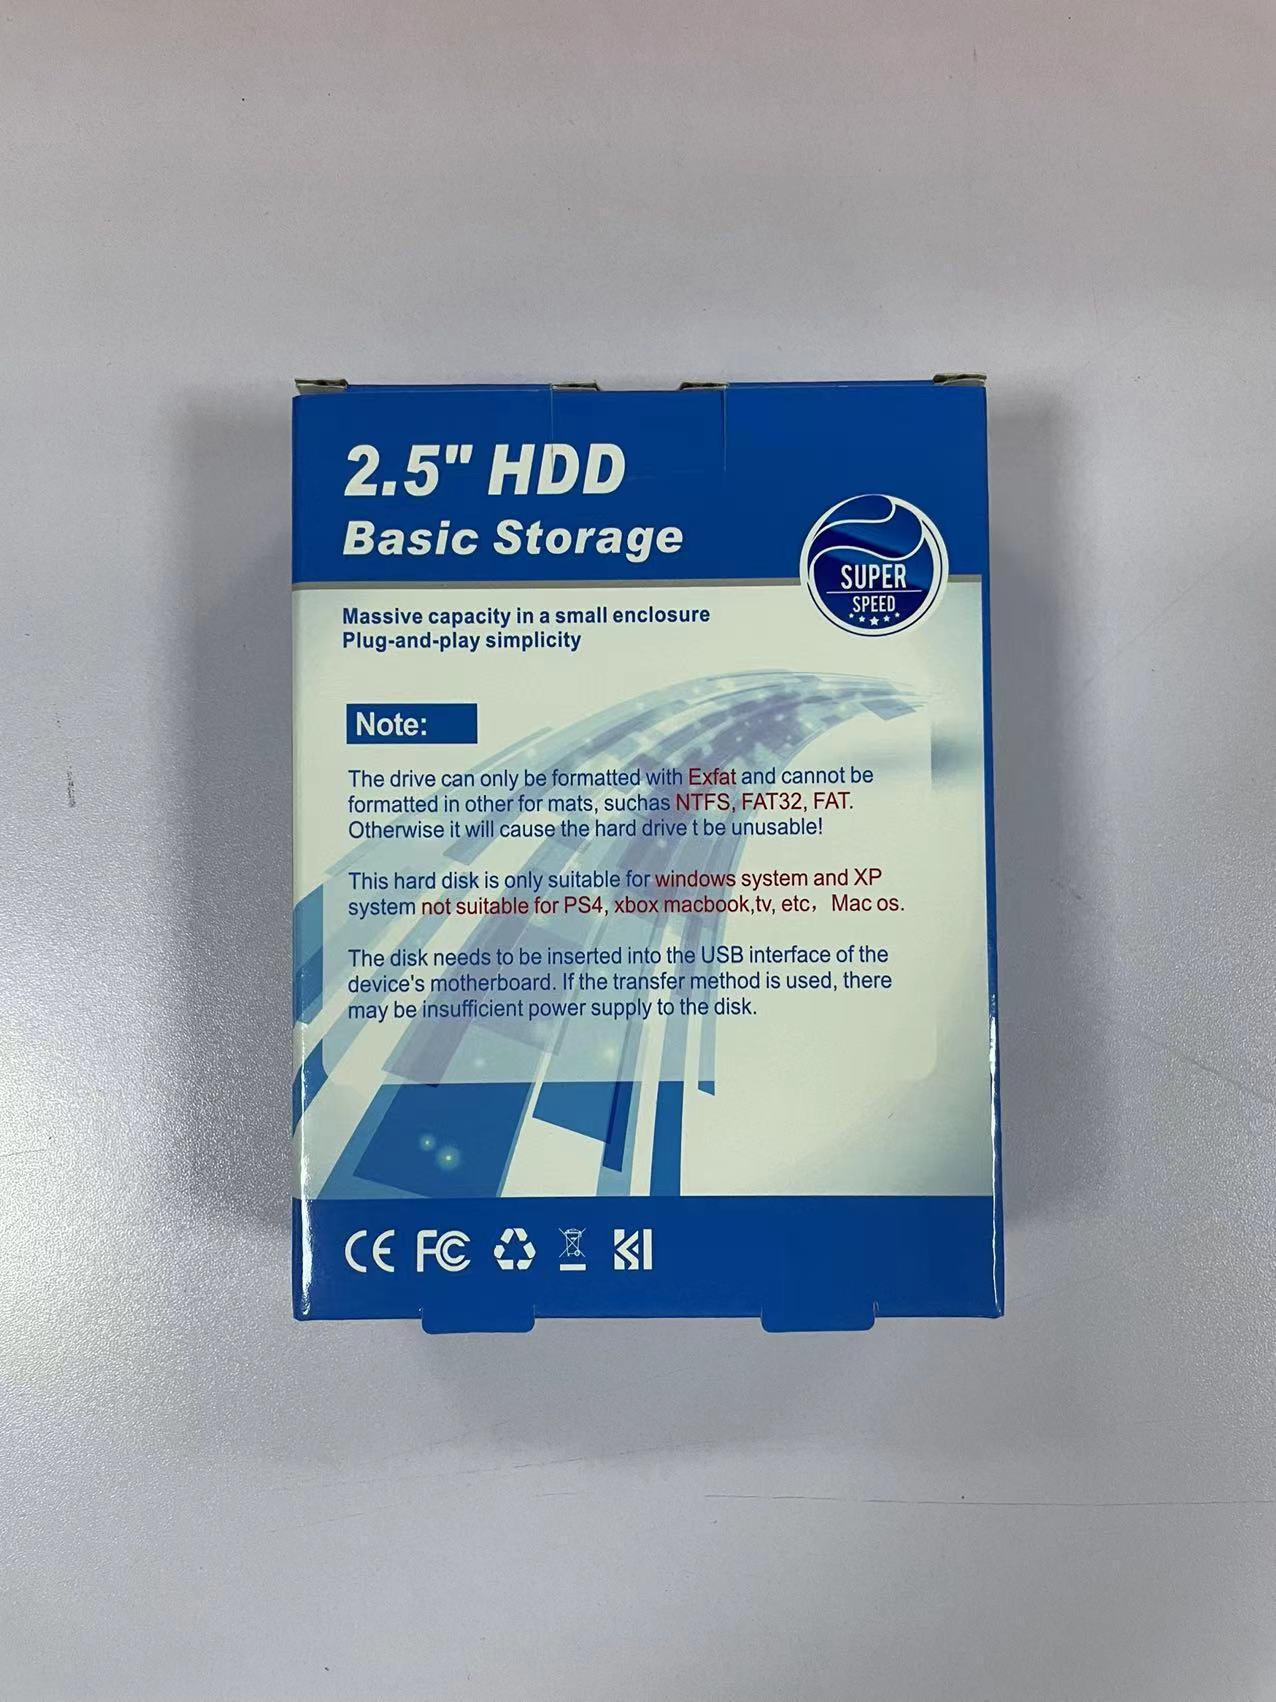 2.5" HDD
Basic Storage
SUPER
SPEED
Massive capacity in a small enclosure
Plug-and-play simplicity
Note:
The drive can only be formatted with Exfat and cannot be
formatted in other for mats, suchas NTFS, FAT32, FAT.
Otherwise it will cause the hard drive t be unusable!
This hard disk is only suitable for windows system and XP
system not suitable for PS4, xbox macbook,tv, etc， Mac os.
The disk needs to be inserted into the USB interface of the
device's motherboard. If the transfer method is used, there
may be insufficient power supply to the disk.
CE FC